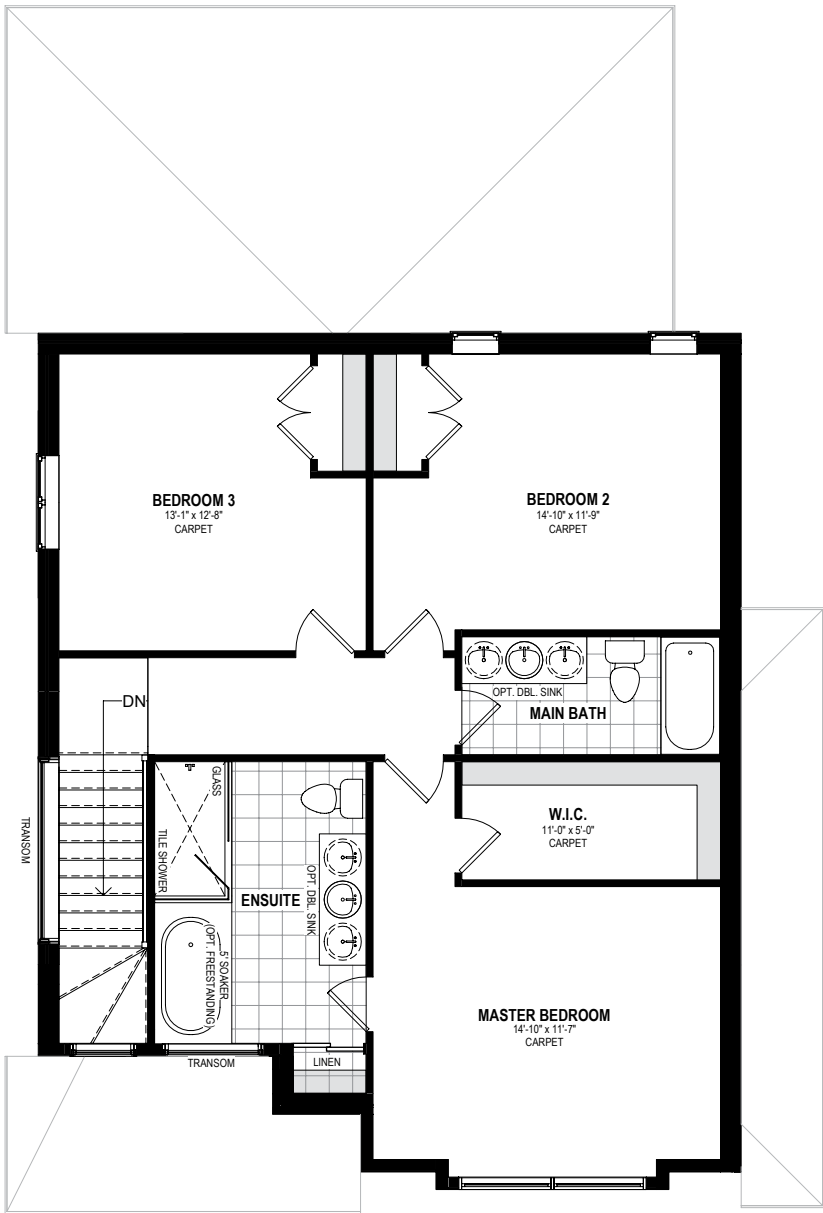 BEDROOM 3
13'-1" x 12'-8"
CARPET
BEDROOM 2
14'-10" x 11'-9"
CARPET
OPT. DBL. SINK
MAIN BATH
DN
W.I.C.
11'-0" x 5'-0"
CARPET
TRANSOM
GLASS
TILE SHOWER
ENSUITE
OPT. DBL. SINK
5' SOAKER
(OPT. FREESTANDING)
MASTER BEDROOM
14'-10" x 11'-7"
CARPET
TRANSOM
LINEN